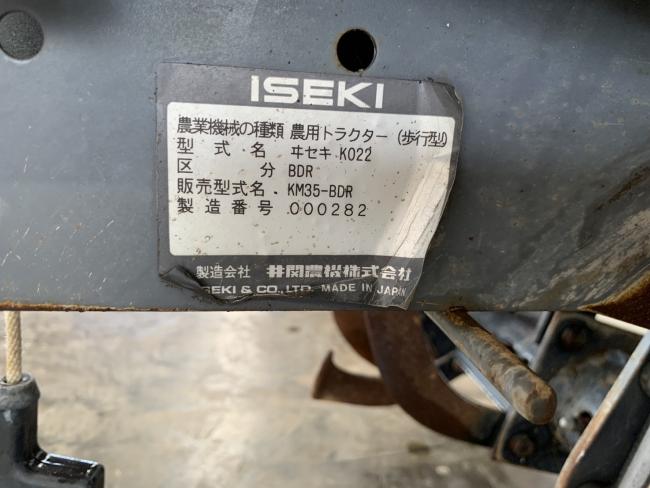 ISEKI
農業機械の種類 農用トラクター (歩行型)
型式名 ヰセキ K022
区分 BDR
販売型式名. KM35-BDR
製造番号 000282
製造会社 井関農機株式会社
ISEKI & CO., LTD. MADE IN JAPAN